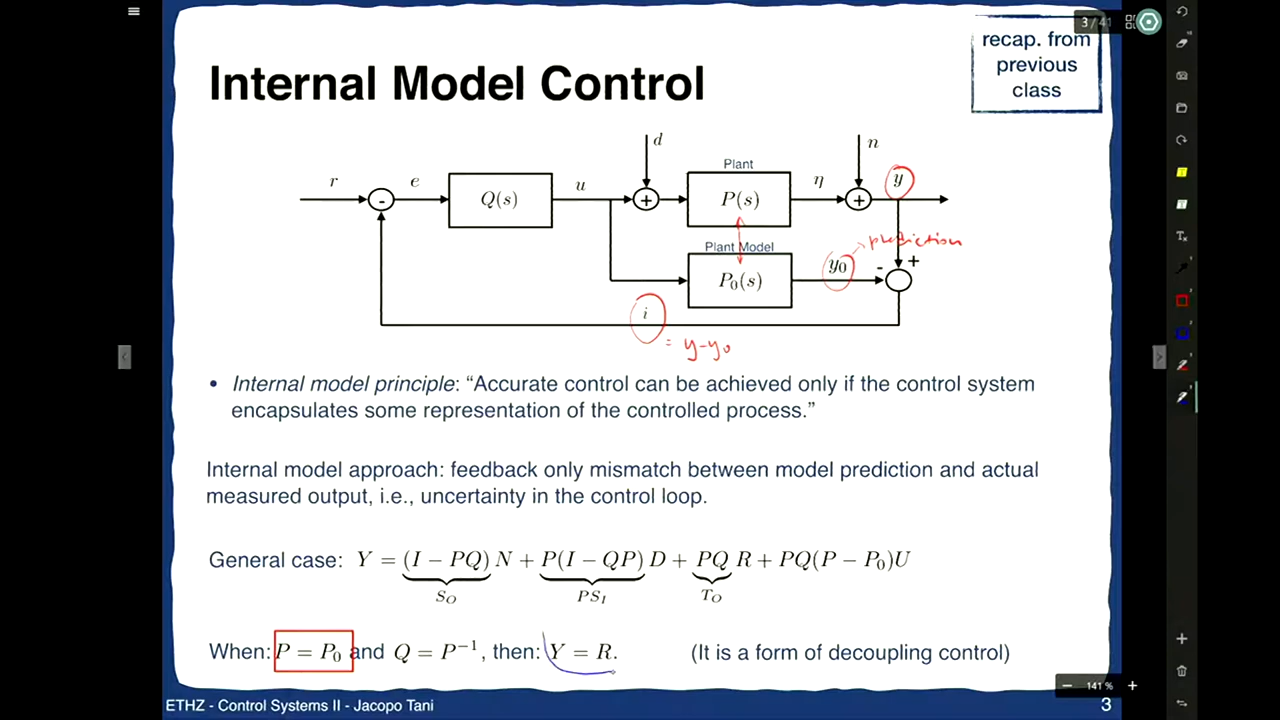 3 / 41
recap. from
previous
class
Internal Model Control
r
e
Q(s)
u
d
Plant
P(s)
η
n
y
-
+
+
Plant Model
P₀(s)
y0
prediction
-
+
i
= y-y₀
• Internal model principle: “Accurate control can be achieved only if the control system
encapsulates some representation of the controlled process.”
Internal model approach: feedback only mismatch between model prediction and actual
measured output, i.e., uncertainty in the control loop.
General case: Y = (I − PQ) N + P(I − QP) D + PQ R + PQ(P − P₀)U
S_O
PS_I
T_O
When: P = P₀ and Q = P⁻¹, then: Y = R. (It is a form of decoupling control)
141 %
ETHZ - Control Systems II - Jacopo Tani
3